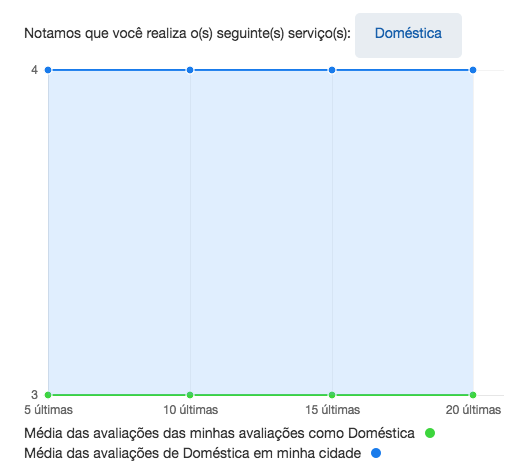 Notamos que você realiza o(s) seguinte(s) serviço(s): Doméstica
4
3
5 últimas 10 últimas 15 últimas 20 últimas
Média das avaliações das minhas avaliações como Doméstica
Média das avaliações de Doméstica em minha cidade